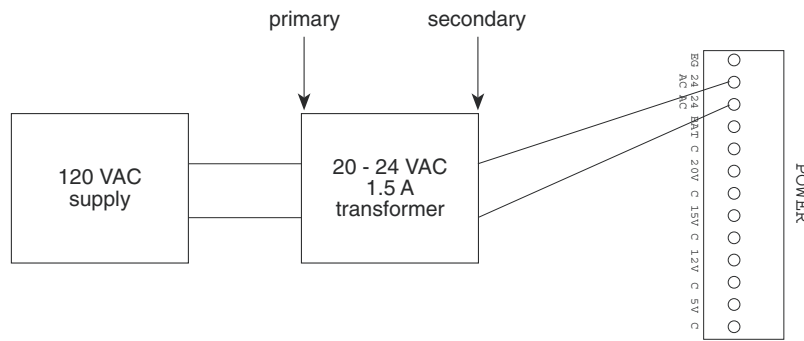 primary
secondary
120 VAC
supply
20 - 24 VAC
1.5 A
transformer
EG 24 24 BAT C 20V C 15V C 12V C 5V C
AC AC
POWER